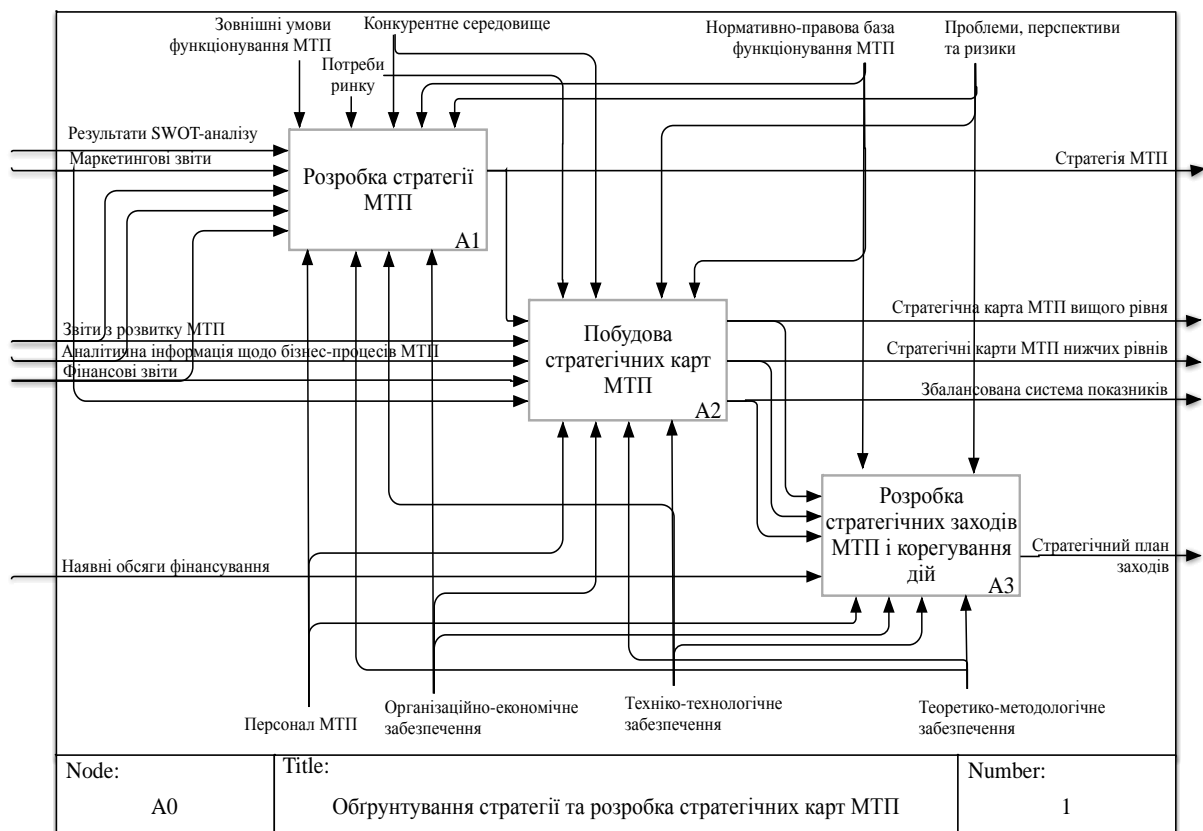 Зовнішні умови
функціонування МТП
Конкурентне середовище
Потреби
ринку
Нормативно-правова база
функціонування МТП
Проблеми, перспективи
та ризики
Результати SWOT-аналізу
Маркетингові звіти
Розробка стратегії
МТП
A1
Стратегія МТП
Звіти з розвитку МТП
Аналітична інформація щодо бізнес-процесів МТП
Фінансові звіти
Побудова
стратегічних карт
МТП
A2
Стратегічна карта МТП вищого рівня
Стратегічні карти МТП нижчих рівнів
Збалансована система показників
Наявні обсяги фінансування
Розробка
стратегічних заходів
МТП і корегування
дій
A3
Стратегічний план
заходів
Персонал МТП
Організаційно-економічне
забезпечення
Техніко-технологічне
забезпечення
Теоретико-методологічне
забезпечення
Node:
A0
Title:
Обґрунтування стратегії та розробка стратегічних карт МТП
Number:
1